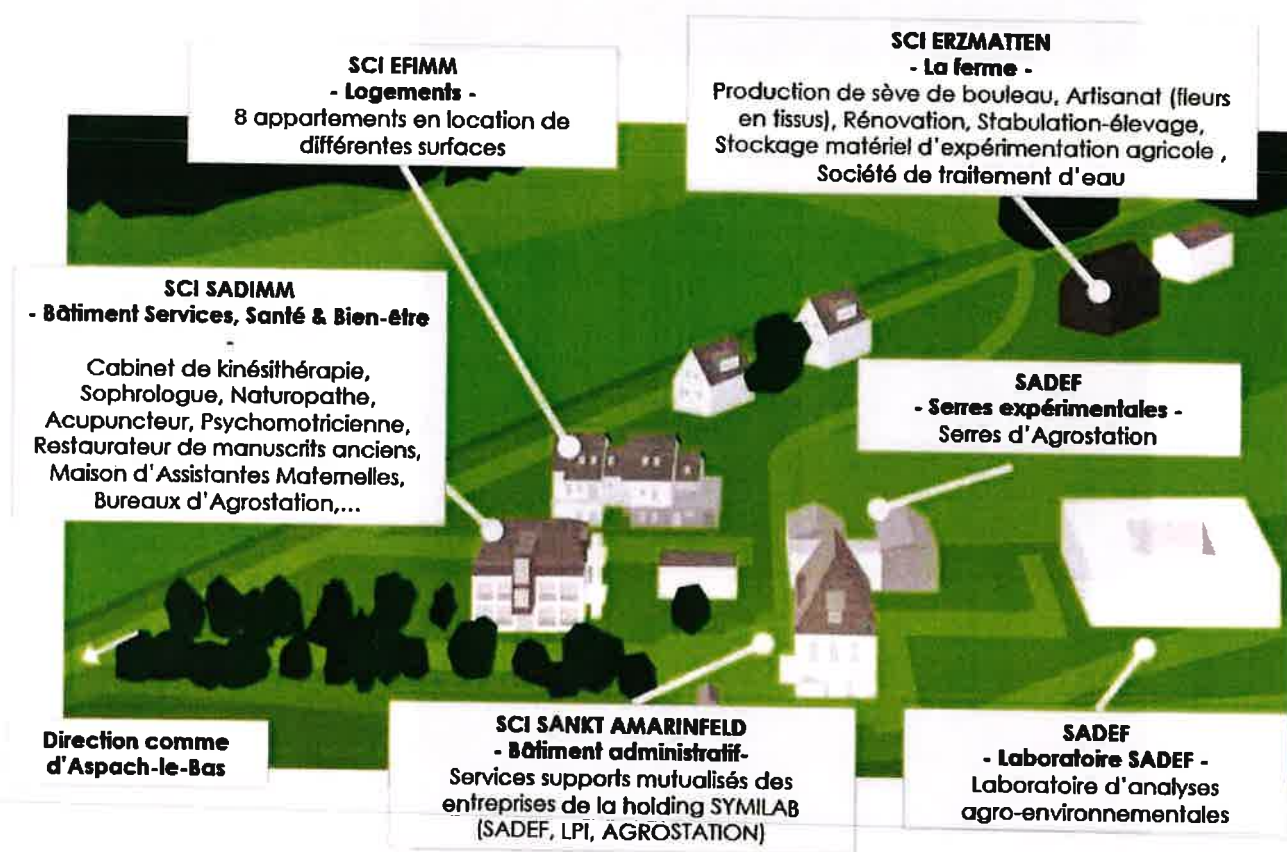 SCI EFIMM
- Logements -
8 appartements en location de
différentes surfaces
SCI ERZMATTEN
- La ferme -
Production de sève de bouleau, Artisanat (fleurs
en tissus), Rénovation, Stabulation-élevage,
Stockage matériel d'expérimentation agricole ,
Société de traitement d'eau
SCI SADIMM
- Bâtiment Services, Santé & Bien-être
-
Cabinet de kinésithérapie,
Sophrologue, Naturopathe,
Acupuncteur, Psychomotricienne,
Restaurateur de manuscrits anciens,
Maison d'Assistantes Maternelles,
Bureaux d'Agrostation,...
SADEF
- Serres expérimentales -
Serres d'Agrostation
Direction comme
d'Aspach-le-Bas
SCI SANKT AMARINFELD
- Bâtiment administratif-
Services supports mutualisés des
entreprises de la holding SYMILAB
(SADEF, LPI, AGROSTATION)
SADEF
- Laboratoire SADEF -
Laboratoire d'analyses
agro-environnementales